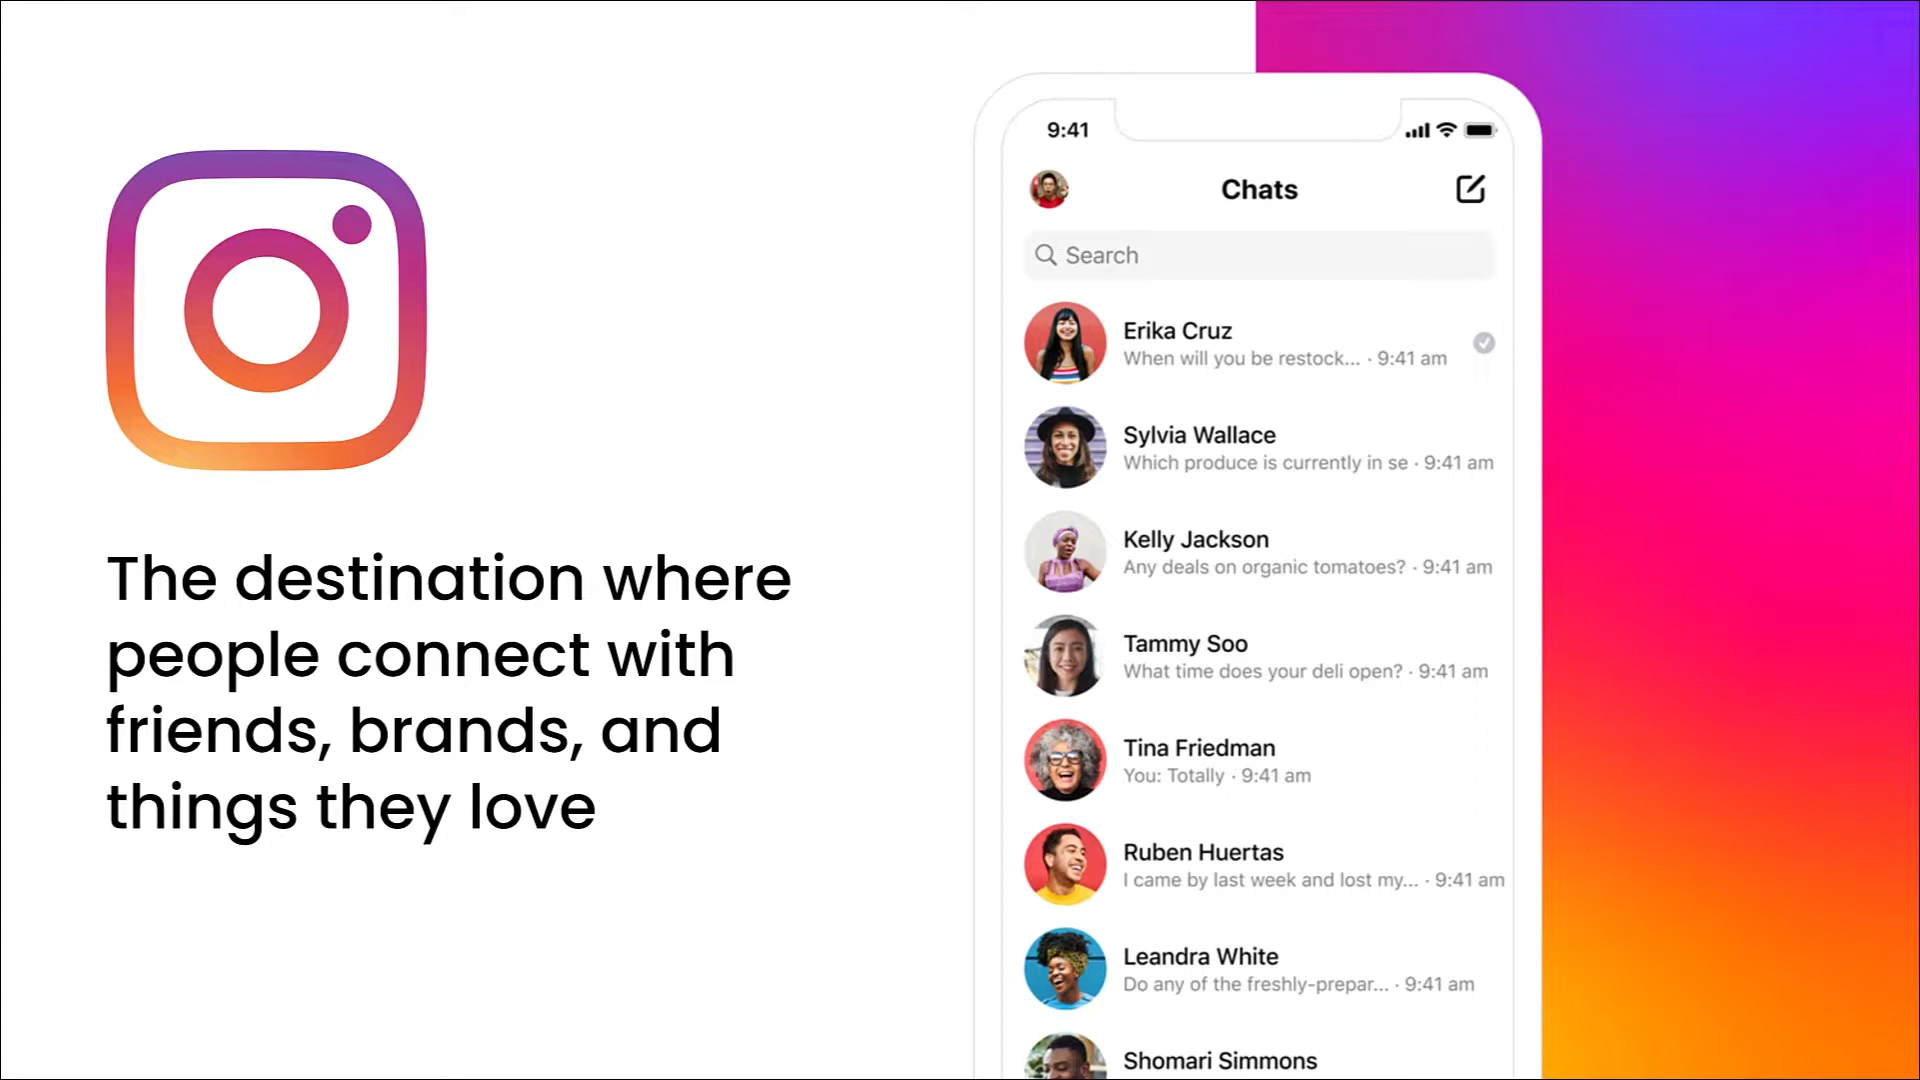 The destination where
people connect with
friends, brands, and
things they love
9:41
Chats
Search
Erika Cruz
When will you be restock... · 9:41 am
Sylvia Wallace
Which produce is currently in se · 9:41 am
Kelly Jackson
Any deals on organic tomatoes? · 9:41 am
Tammy Soo
What time does your deli open? · 9:41 am
Tina Friedman
You: Totally · 9:41 am
Ruben Huertas
I came by last week and lost my... · 9:41 am
Leandra White
Do any of the freshly-prepar... · 9:41 am
Shomari Simmons